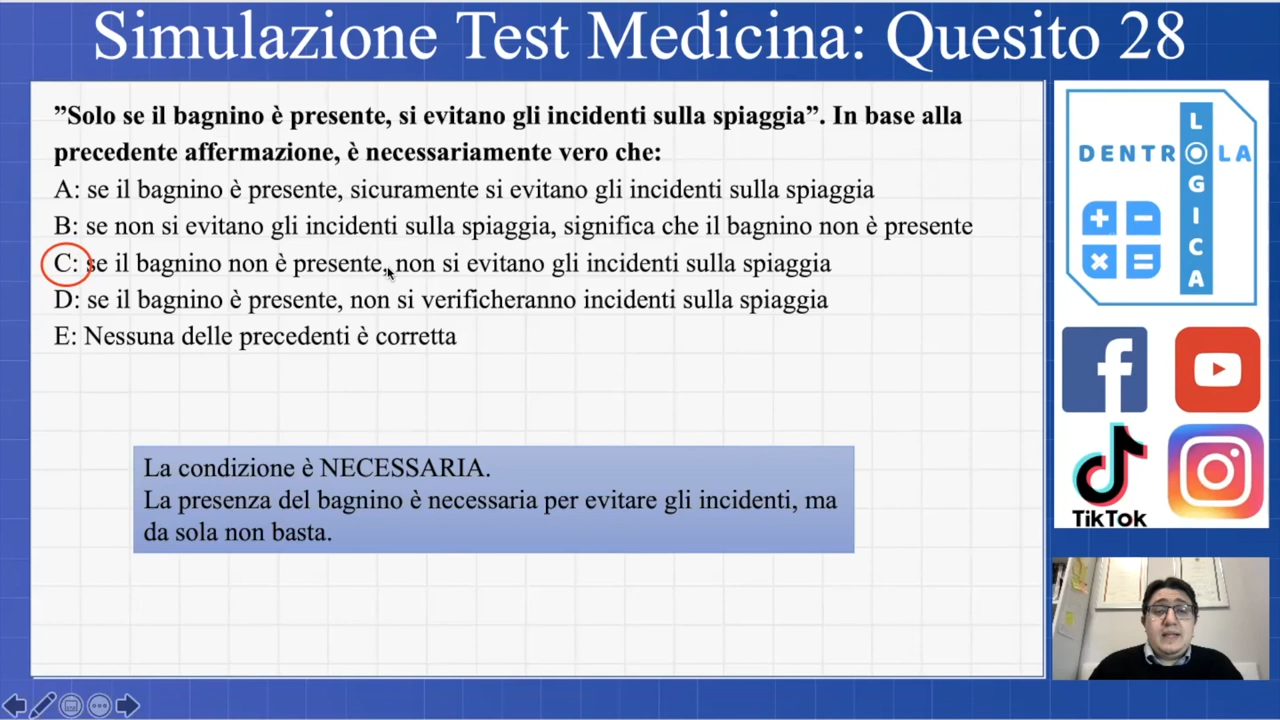 Simulazione Test Medicina: Quesito 28
”Solo se il bagnino è presente, si evitano gli incidenti sulla spiaggia”. In base alla
precedente affermazione, è necessariamente vero che:
A: se il bagnino è presente, sicuramente si evitano gli incidenti sulla spiaggia
B: se non si evitano gli incidenti sulla spiaggia, significa che il bagnino non è presente
C: se il bagnino non è presente, non si evitano gli incidenti sulla spiaggia
D: se il bagnino è presente, non si verificheranno incidenti sulla spiaggia
E: Nessuna delle precedenti è corretta
La condizione è NECESSARIA.
La presenza del bagnino è necessaria per evitare gli incidenti, ma
da sola non basta.
DENTRO LA
LOGICA
TikTok